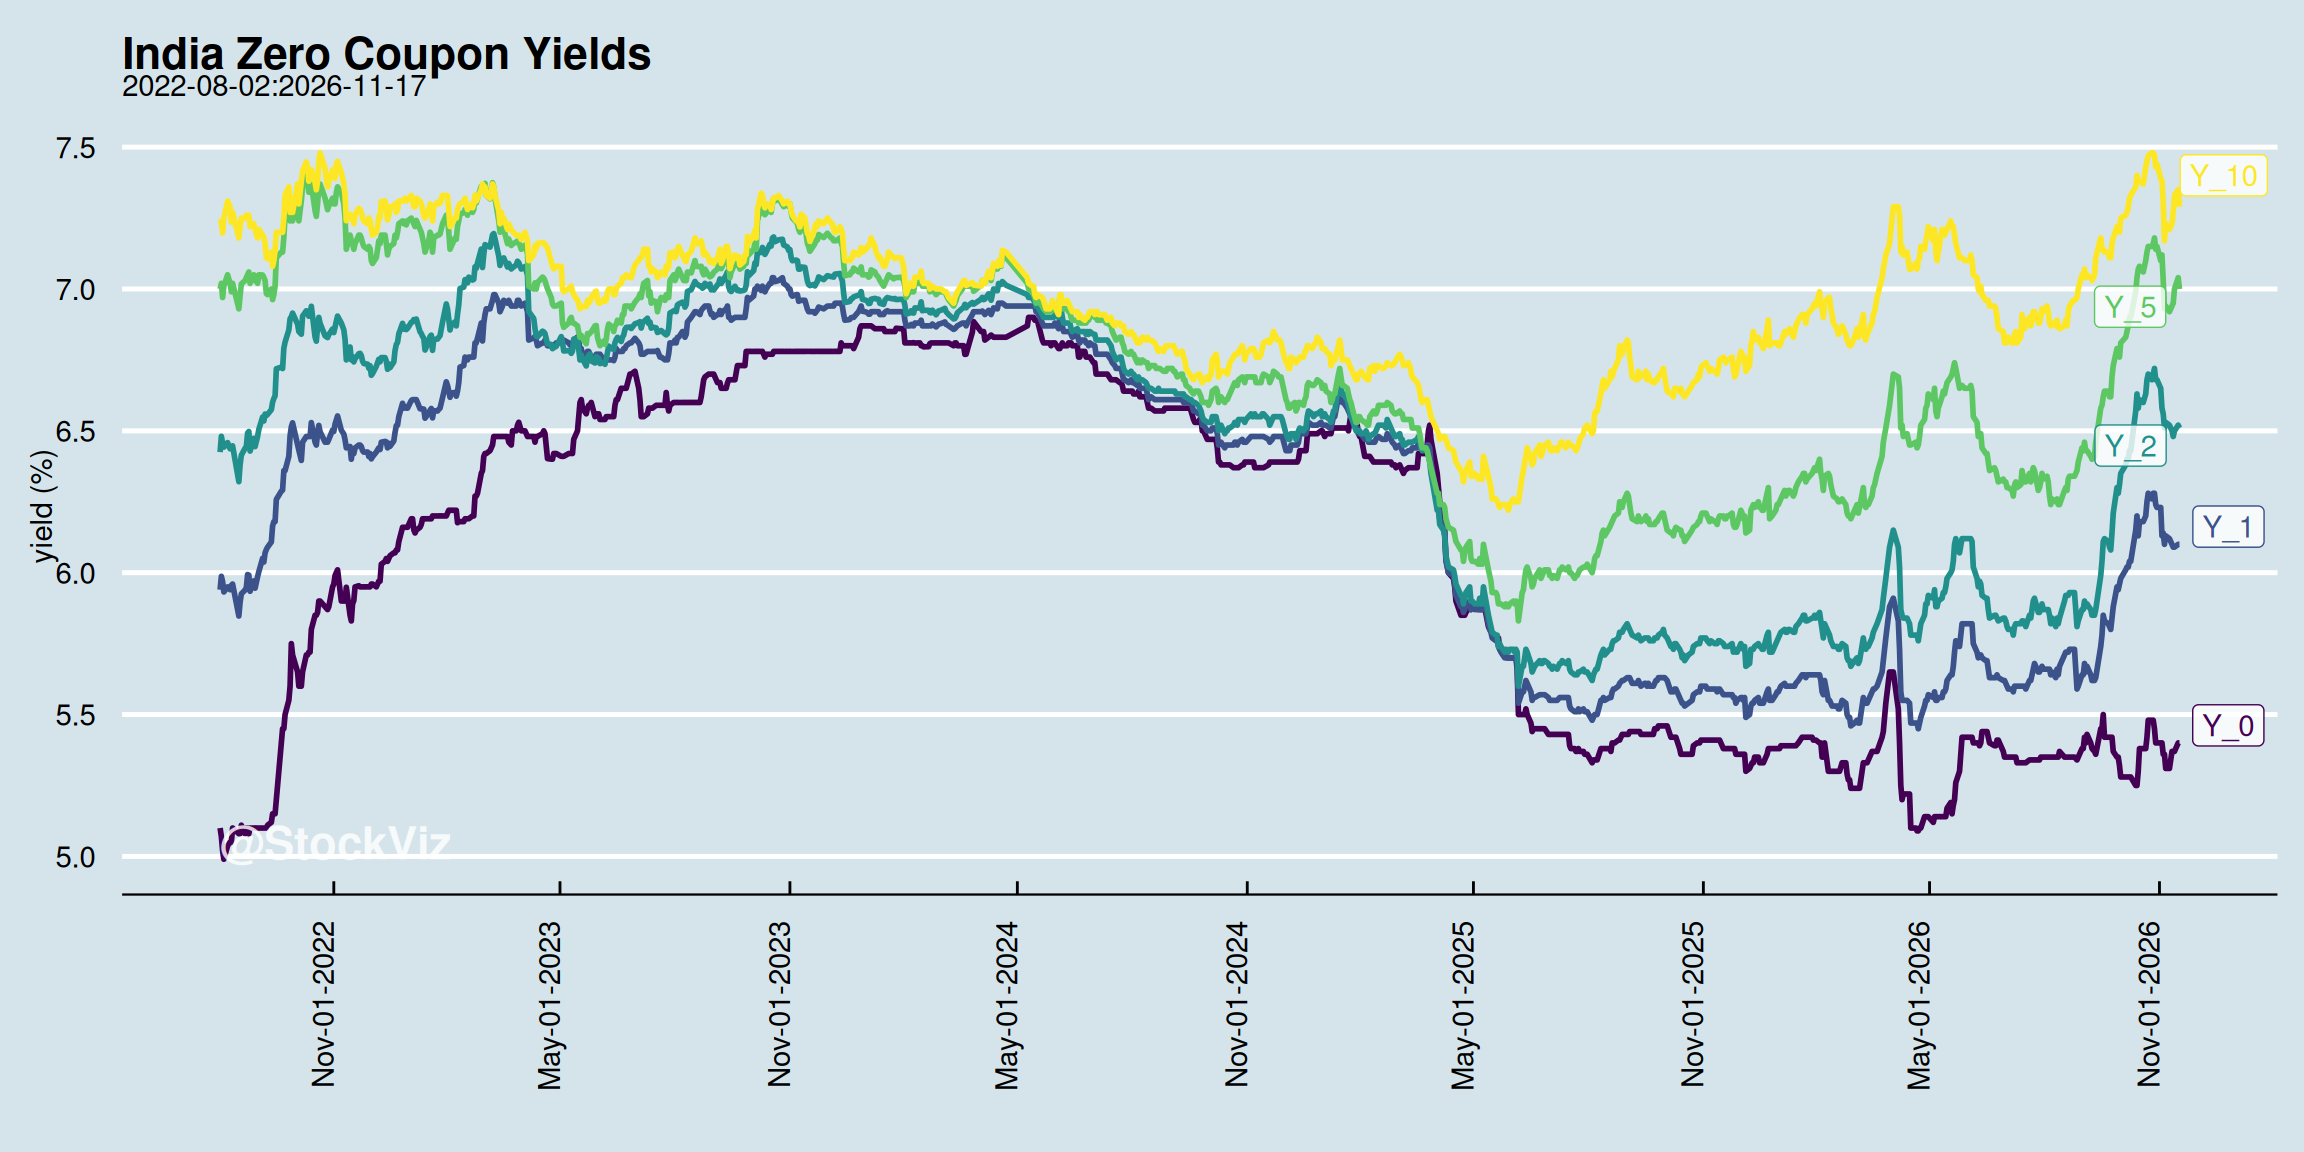 India Zero Coupon Yields
2022-08-02:2026-11-17
yield (%)
7.5
7.0
6.5
6.0
5.5
5.0
Y_10
Y_5
Y_2
Y_1
Y_0
@StockViz
Nov-01-2022
May-01-2023
Nov-01-2023
May-01-2024
Nov-01-2024
May-01-2025
Nov-01-2025
May-01-2026
Nov-01-2026